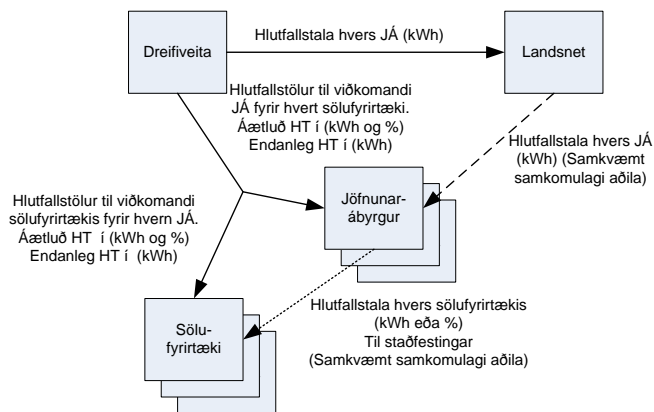 Dreifiveita
Hlutfallstala hvers JÁ (kWh)
Landsnet
Hlutfallstölur til viðkomandi
JÁ fyrir hvert sölufyrirtæki.
Áætluð HT í (kWh og %)
Endanleg HT í (kWh)
Hlutfallstala hvers JÁ
(kWh) (Samkvæmt
samkomulagi aðila)
Hlutfallstölur til viðkomandi
sölufyrirtækis fyrir hvern JÁ.
Áætluð HT í (kWh og %)
Endanleg HT í (kWh)
Jöfnunar-
ábyrgur
Hlutfallstala hvers sölufyrirtækis
(kWh eða %)
Til staðfestingar
(Samkvæmt samkomulagi aðila)
Sölu-
fyrirtæki